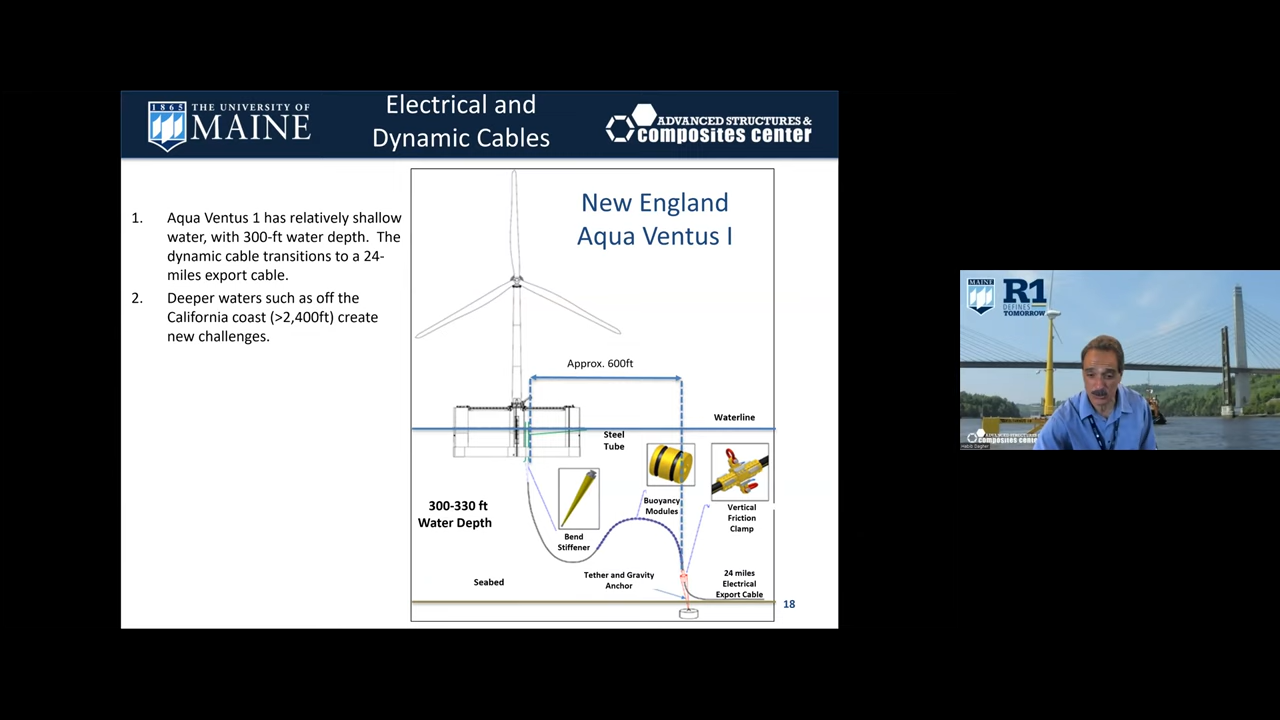 1865
THE UNIVERSITY OF
MAINE
Electrical and
Dynamic Cables
ADVANCED STRUCTURES &
composites center
1. Aqua Ventus 1 has relatively shallow
water, with 300-ft water depth. The
dynamic cable transitions to a 24-
miles export cable.
2. Deeper waters such as off the
California coast (>2,400ft) create
new challenges.
New England
Aqua Ventus I
Approx. 600ft
Waterline
Steel
Tube
Buoyancy
Modules
Vertical
Friction
Clamp
300-330 ft
Water Depth
Bend
Stiffener
Seabed
Tether and Gravity
Anchor
24 miles
Electrical
Export Cable
18
MAINE
R1
DEFINES
TOMORROW
ADVANCED STRUCTURES
composites cente